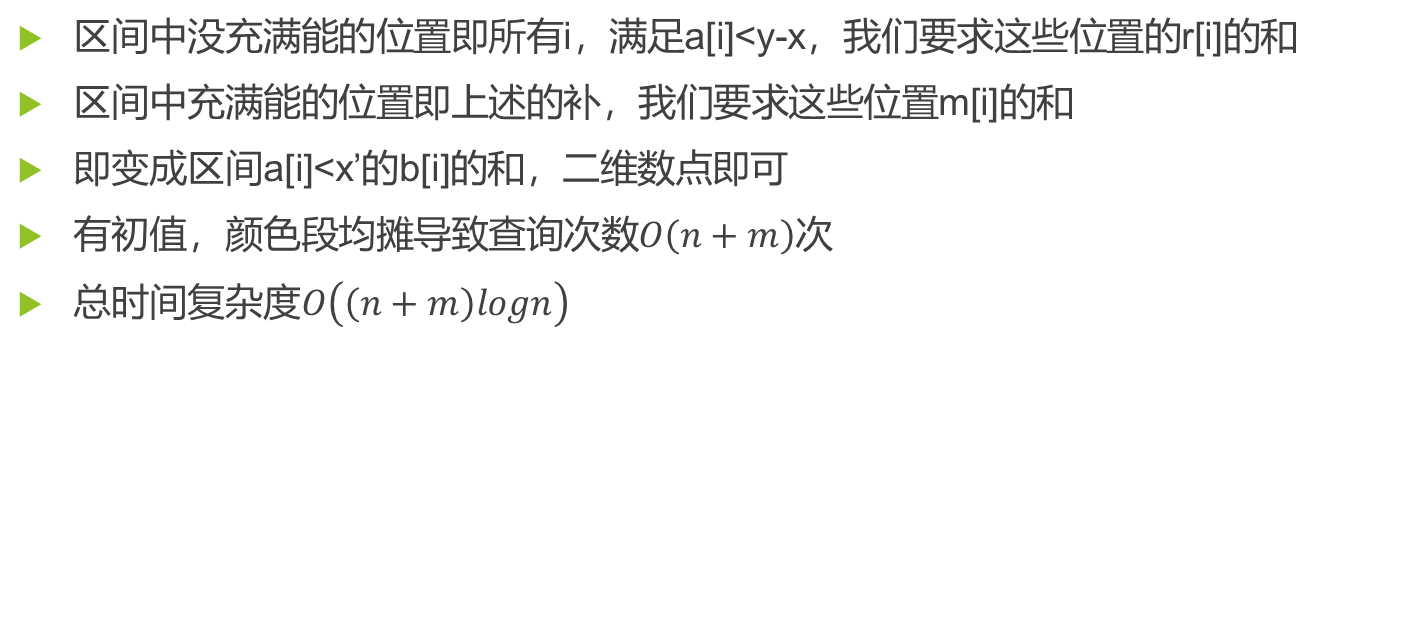 区间中没充满能的位置即所有i，满足a[i]<y-x，我们要求这些位置的r[i]的和
区间中充满能的位置即上述的补，我们要求这些位置m[i]的和
即变成区间a[i]<x’的b[i]的和，二维数点即可
有初值，颜色段均摊导致查询次数O(n + m)次
总时间复杂度O((n + m)logn)